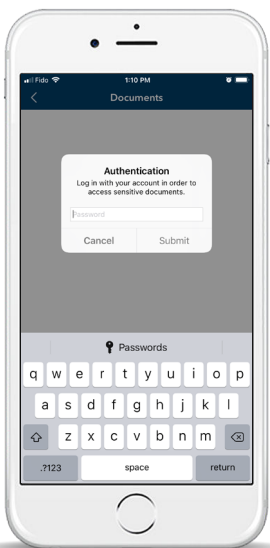 Fido 1:10 PM
Documents
Authentication
Log in with your account in order to
access sensitive documents.
Password
Cancel Submit
Passwords
q w e r t y u i o p
a s d f g h j k l
z x c v b n m
.?123 space return